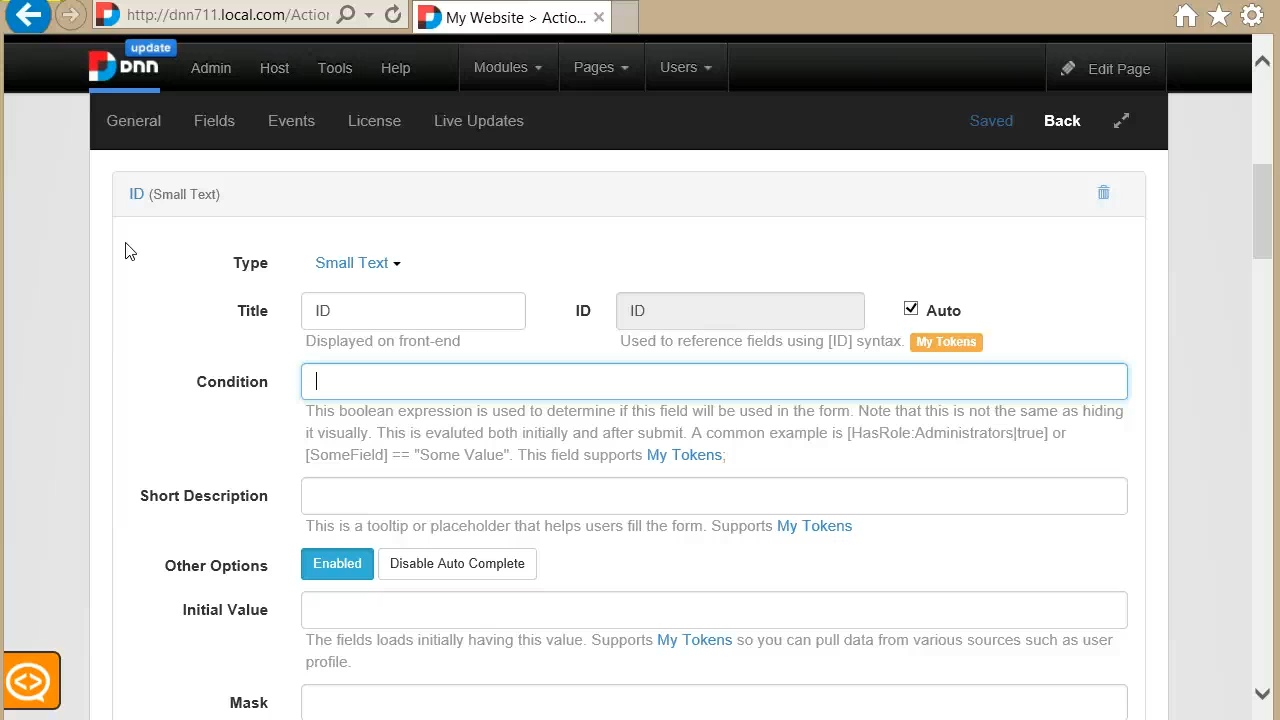 http://dnn711.local.com/Action
My Website > Actio...
update
DNN
Admin
Host
Tools
Help
Modules
Pages
Users
Edit Page
General
Fields
Events
License
Live Updates
Saved
Back
ID (Small Text)
Type
Small Text
Title
ID
ID
ID
Auto
Displayed on front-end
Used to reference fields using [ID] syntax. My Tokens
Condition
This boolean expression is used to determine if this field will be used in the form. Note that this is not the same as hiding
it visually. This is evaluted both initially and after submit. A common example is [HasRole:Administrators|true] or
[SomeField] == "Some Value". This field supports My Tokens;
Short Description
This is a tooltip or placeholder that helps users fill the form. Supports My Tokens
Other Options
Enabled
Disable Auto Complete
Initial Value
The fields loads initially having this value. Supports My Tokens so you can pull data from various sources such as user
profile.
Mask